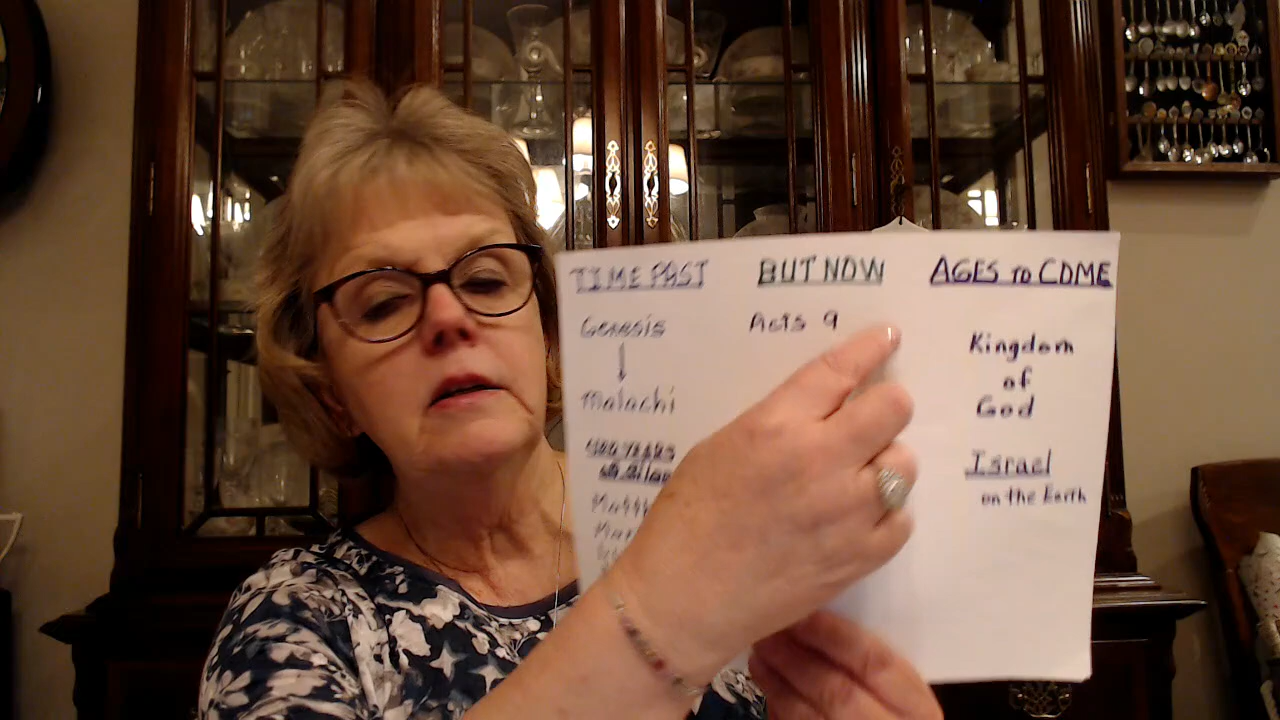 TIME PAST
Genesis
Malachi
400 YEARS
BUT NOW
Acts 9
AGES to COME
Kingdom
of
God
Israel
on the Earth